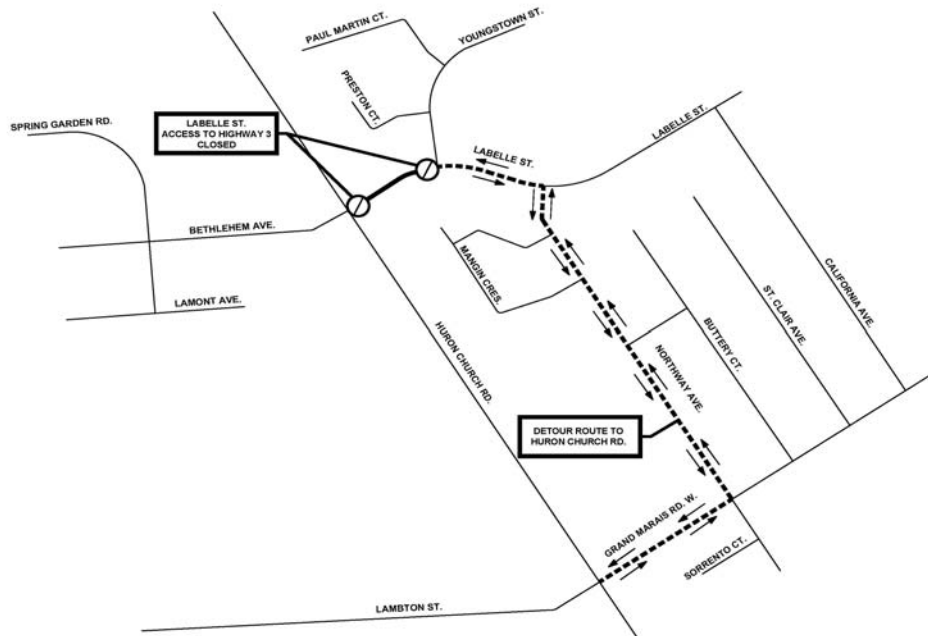 PAUL MARTIN CT.
YOUNGSTOWN ST.
PRESTON CT.
SPRING GARDEN RD.
LABELLE ST.
ACCESS TO HIGHWAY 3
CLOSED
LABELLE ST.
LABELLE ST.
BETHLEHEM AVE.
MANGIN CRES.
LAMONT AVE.
HURON CHURCH RD.
CALIFORNIA AVE.
ST. CLAIR AVE.
BUTTERY CT.
NORTHWAY AVE.
DETOUR ROUTE TO
HURON CHURCH RD.
GRAND MARAIS RD. W.
SORRENTO CT.
LAMBTON ST.